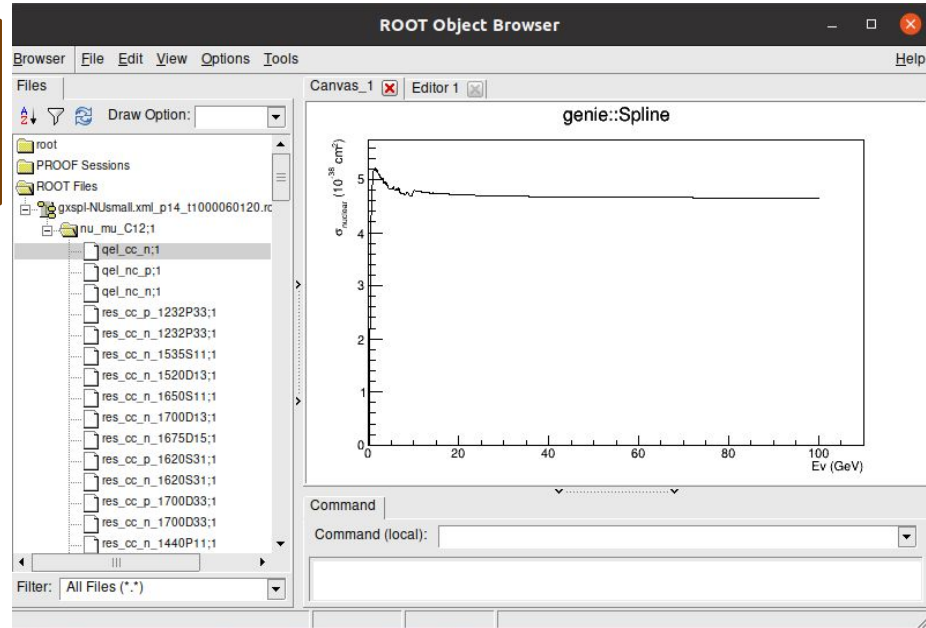 ROOT Object Browser
Browser File Edit View Options Tools Help
Files
Draw Option:
root
PROOF Sessions
ROOT Files
gxspl-NUsmall.xml_p14_t1000060120.rc
nu_mu_C12;1
qel_cc_n;1
qel_nc_p;1
qel_nc_n;1
res_cc_p_1232P33;1
res_cc_n_1232P33;1
res_cc_n_1535S11;1
res_cc_n_1520D13;1
res_cc_n_1650S11;1
res_cc_n_1700D13;1
res_cc_n_1675D15;1
res_cc_p_1620S31;1
res_cc_n_1620S31;1
res_cc_p_1700D33;1
res_cc_n_1700D33;1
res_cc_n_1440P11;1
Filter: All Files (*.*)
Canvas_1 Editor 1
genie::Spline
σnuclear (10^-38 cm^2)
5
4
3
2
1
0
0 20 40 60 80 100
Ev (GeV)
Command
Command (local):